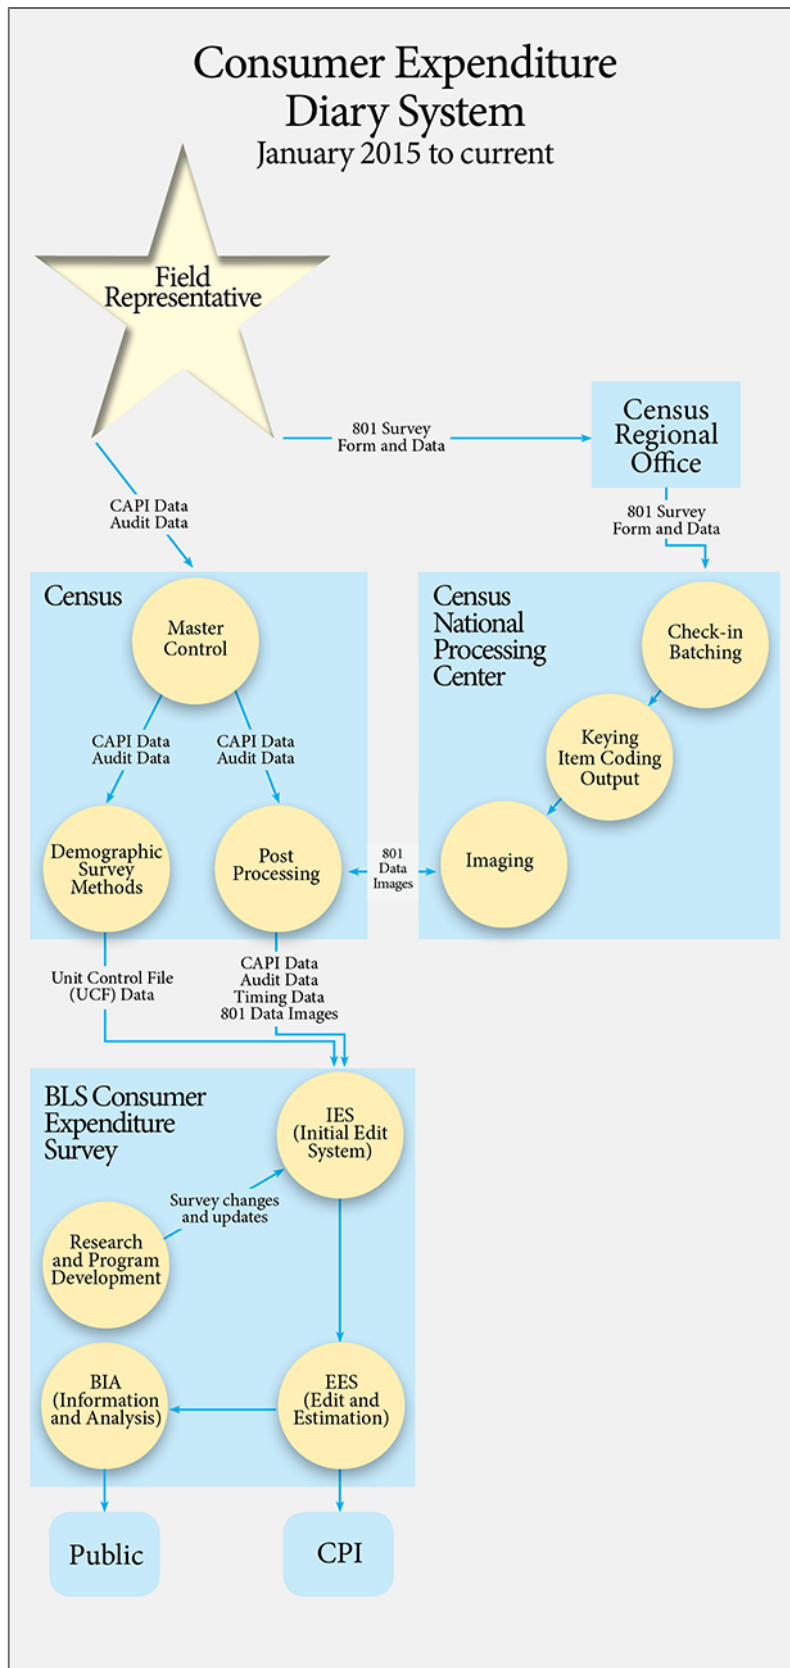 Consumer Expenditure
Diary System
January 2015 to current
Field
Representative
801 Survey
Form and Data
Census
Regional
Office
CAPI Data
Audit Data
801 Survey
Form and Data
Census
Master
Control
CAPI Data
Audit Data
CAPI Data
Audit Data
Demographic
Survey
Methods
Post
Processing
801
Data
Images
Census
National
Processing
Center
Check-in
Batching
Keying
Item Coding
Output
Imaging
Unit Control File
(UCF) Data
CAPI Data
Audit Data
Timing Data
801 Data Images
BLS Consumer
Expenditure
Survey
IES
(Initial Edit
System)
Survey changes
and updates
Research
and Program
Development
BIA
(Information
and Analysis)
EES
(Edit and
Estimation)
Public
CPI